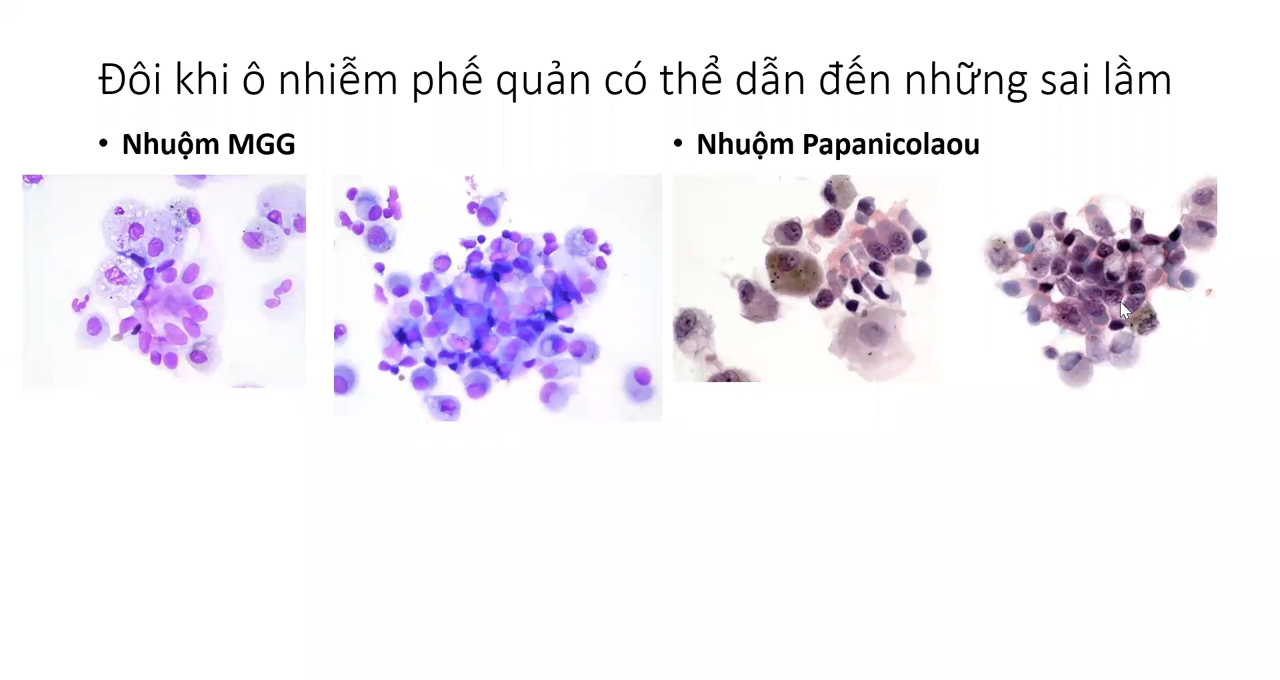 Đôi khi ô nhiễm phế quản có thể dẫn đến những sai lầm
• Nhuộm MGG
• Nhuộm Papanicolaou